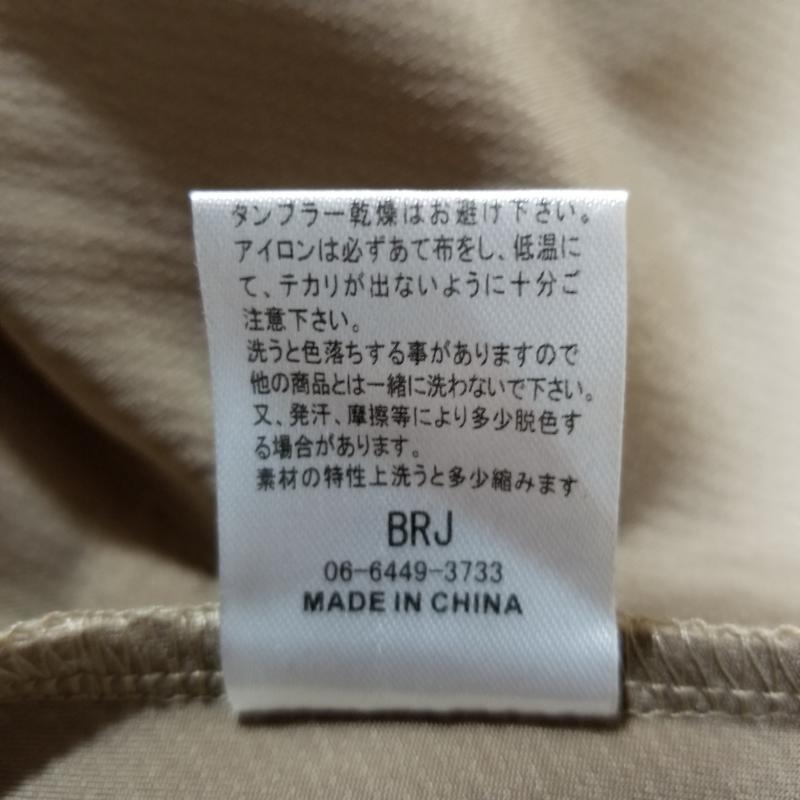 タンブラー乾燥はお避け下さい。
アイロンは必ずあて布をし、低温に
て、テカリが出ないように十分ご
注意下さい。
洗うと色落ちする事がありますので
他の商品とは一緒に洗わないで下さい。
又、発汗、摩擦等により多少脱色す
る場合があります。
素材の特性上洗うと多少縮みます
BRJ
06-6449-3733
MADE IN CHINA